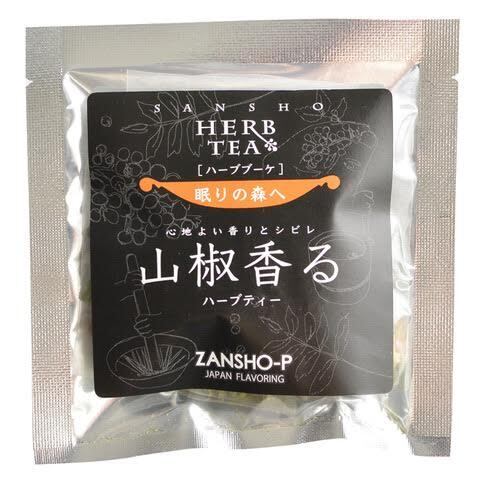 SANSHO
HERB
TEA
[ハーブブーケ]
眠りの森へ
心地よい香りとシビレ
山椒香る
ハーブティー
ZANSHO-P
JAPAN FLAVORING